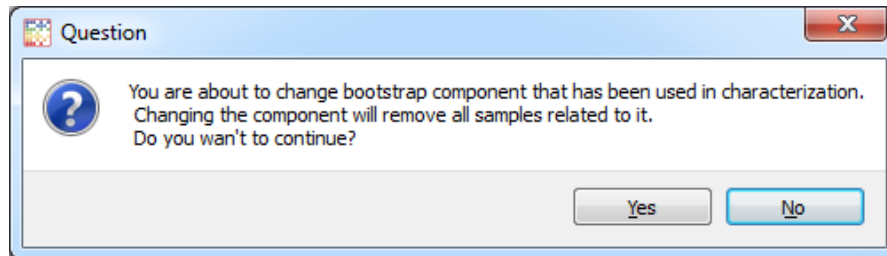 Question
You are about to change bootstrap component that has been used in characterization.
Changing the component will remove all samples related to it.
Do you wan't to continue?
Yes No